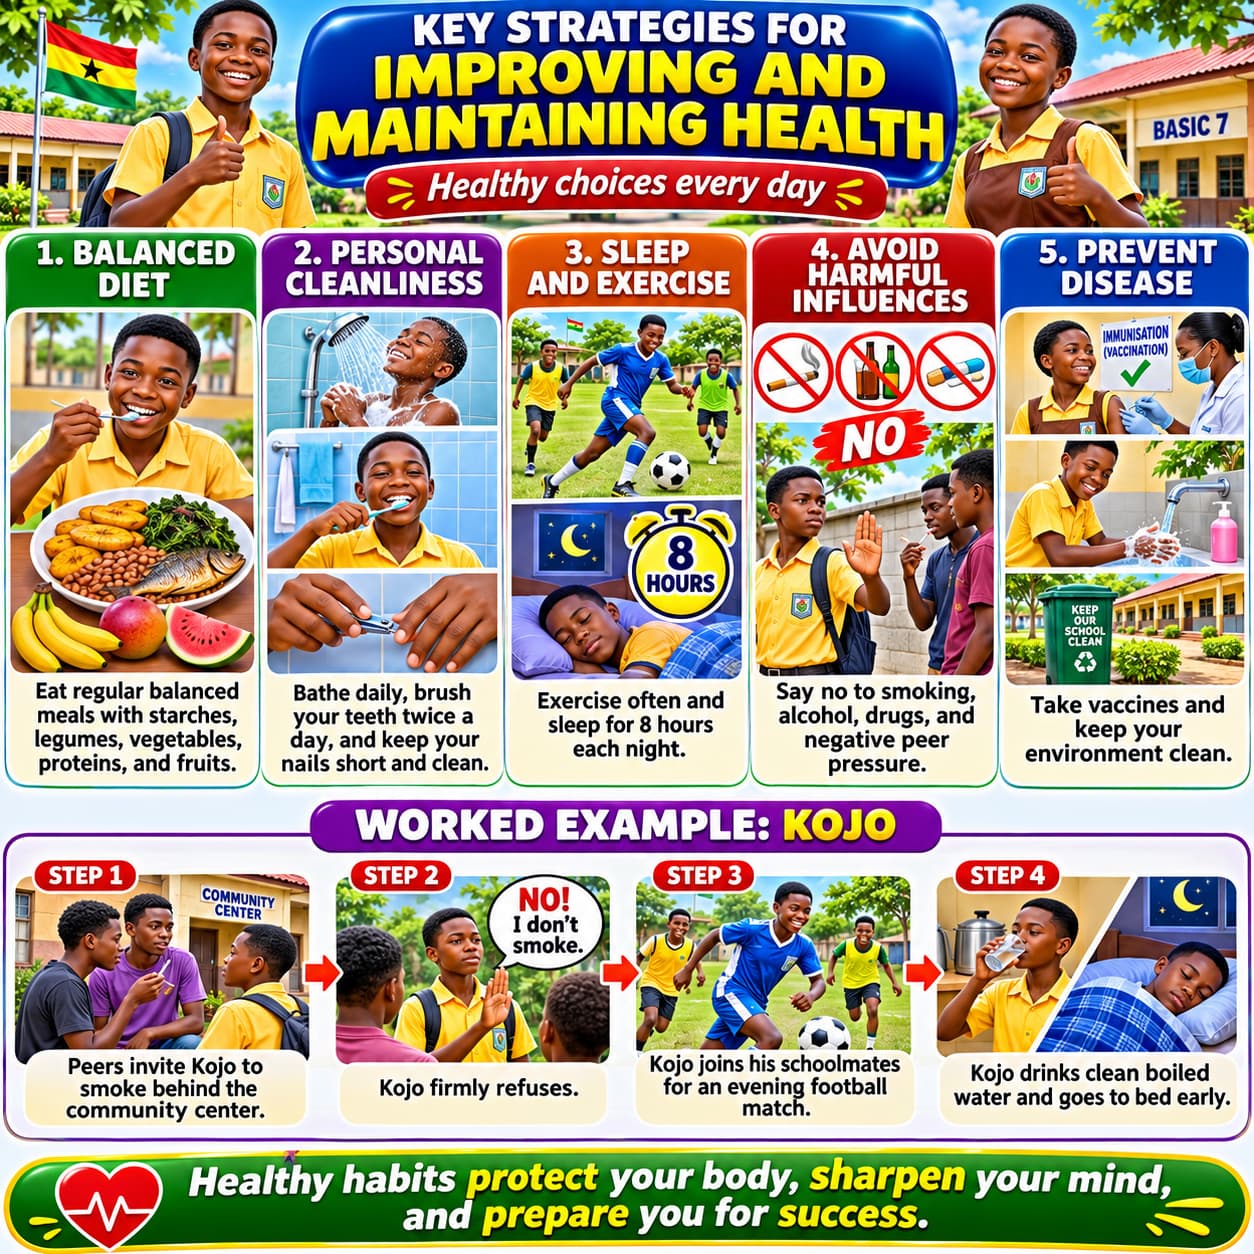 KEY STRATEGIES FOR
IMPROVING AND
MAINTAINING HEALTH
Healthy choices every day
BASIC 7
1. BALANCED
DIET
Eat regular balanced
meals with starches,
legumes, vegetables,
proteins, and fruits.
2. PERSONAL
CLEANLINESS
Bathe daily, brush
your teeth twice a
day, and keep your
nails short and clean.
3. SLEEP
AND EXERCISE
8
HOURS
Exercise often and
sleep for 8 hours
each night.
4. AVOID
HARMFUL
INFLUENCES
NO
Say no to smoking,
alcohol, drugs, and
negative peer
pressure.
5. PREVENT
DISEASE
IMMUNISATION
(VACCINATION)
KEEP
OUR
SCHOOL
CLEAN
Take vaccines and
keep your
environment clean.
WORKED EXAMPLE: KOJO
STEP 1
COMMUNITY
CENTER
Peers invite Kojo to
smoke behind the
community center.
STEP 2
NO!
I don't
smoke.
Kojo firmly refuses.
STEP 3
Kojo joins his schoolmates
for an evening football
match.
STEP 4
Kojo drinks clean boiled
water and goes to bed early.
Healthy habits protect your body, sharpen your mind,
and prepare you for success.